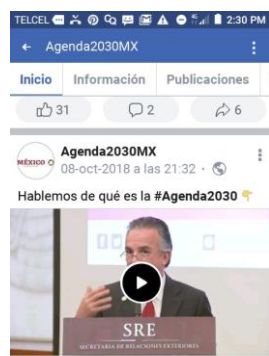 TELCEL 2:30 PM
← Agenda2030MX
Inicio Información Publicaciones
31 2 6
MÉXICO
Agenda2030MX
08-oct-2018 a las 21:32 ·
Hablemos de qué es la #Agenda2030 👇
SRE
SECRETARÍA DE RELACIONES EXTERIORES